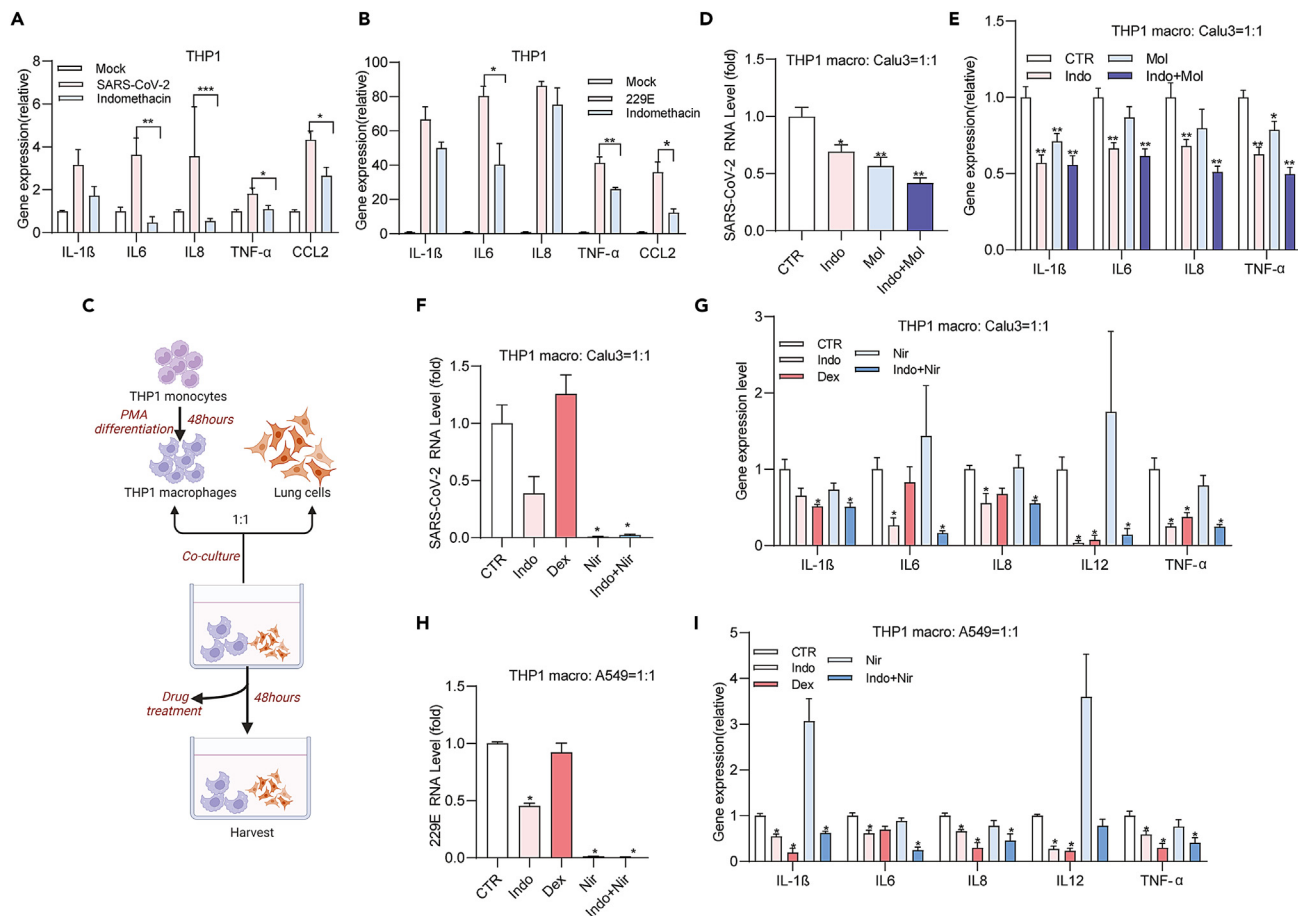 A
THP1
Gene expression(relative)
8
6
4
2
0
Mock
SARS-CoV-2
Indomethacin
**
***
*
*
IL-1ß
IL6
IL8
TNF-α
CCL2
B
THP1
Gene expression(relative)
100
80
60
40
20
0
Mock
229E
Indomethacin
*
**
*
IL-1ß
IL6
IL8
TNF-α
CCL2
D
THP1 macro: Calu3=1:1
SARS-CoV-2 RNA Level (fold)
1.5
1.0
0.5
0.0
*
**
**
CTR
Indo
Mol
Indo+Mol
E
THP1 macro: Calu3=1:1
Gene expression(relative)
1.5
1.0
0.5
0.0
CTR
Indo
Mol
Indo+Mol
**
**
**
**
**
**
**
**
*
**
IL-1ß
IL6
IL8
TNF-α
C
THP1 monocytes
PMA
differentiation
48hours
THP1 macrophages
Lung cells
1:1
Co-culture
Drug
treatment
48hours
Harvest
F
THP1 macro: Calu3=1:1
SARS-CoV-2 RNA Level (fold)
1.5
1.0
0.5
0.0
*
*
CTR
Indo
Dex
Nir
Indo+Nir
G
THP1 macro: Calu3=1:1
Gene expression level
3
2
1
0
CTR
Indo
Dex
Nir
Indo+Nir
*
*
*
*
*
*
*
*
*
*
*
*
IL-1ß
IL6
IL8
IL12
TNF-α
H
THP1 macro: A549=1:1
229E RNA Level (fold)
1.5
1.0
0.5
0.0
*
*
*
CTR
Indo
Dex
Nir
Indo+Nir
I
THP1 macro: A549=1:1
Gene expression(relative)
5
4
3
2
1
0
CTR
Indo
Dex
Nir
Indo+Nir
*
*
*
*
*
*
*
*
*
*
*
*
*
IL-1ß
IL6
IL8
IL12
TNF-α